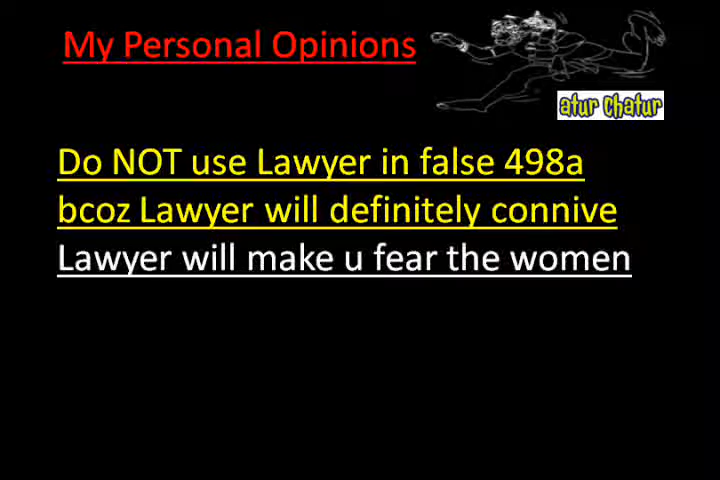 My Personal Opinions
atur chatur
Do NOT use Lawyer in false 498a
bcoz Lawyer will definitely connive
Lawyer will make u fear the women